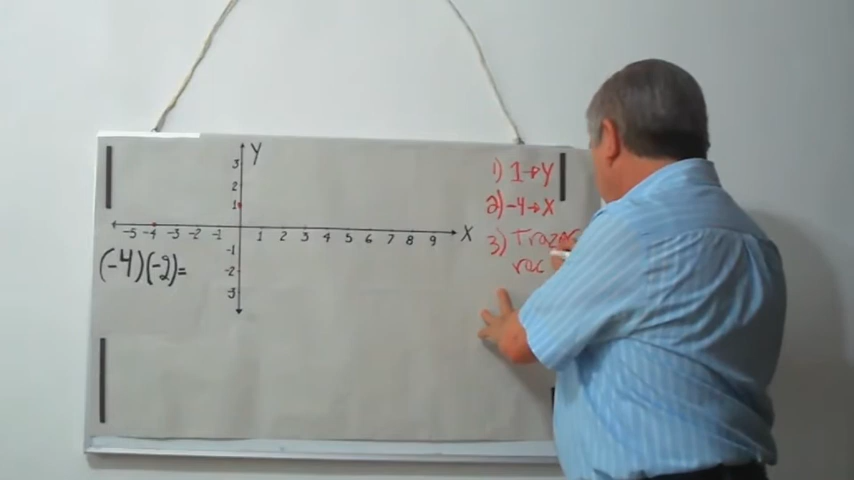 Y
3
2
1
-5 -4 -3 -2 -1 1 2 3 4 5 6 7 8 9 X
-1
-2
-3
(-4)(-2)=
1) 1→Y
2) -4→X
3) Trazar